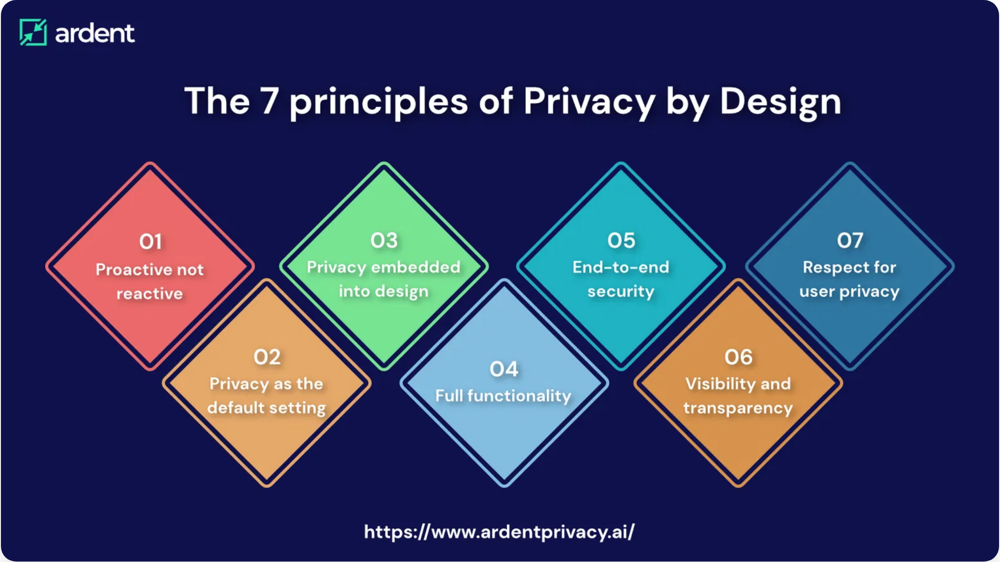 ardent
The 7 principles of Privacy by Design
01
Proactive not
reactive
02
Privacy as the
default setting
03
Privacy embedded
into design
04
Full functionality
05
End-to-end
security
06
Visibility and
transparency
07
Respect for
user privacy
https://www.ardentprivacy.ai/